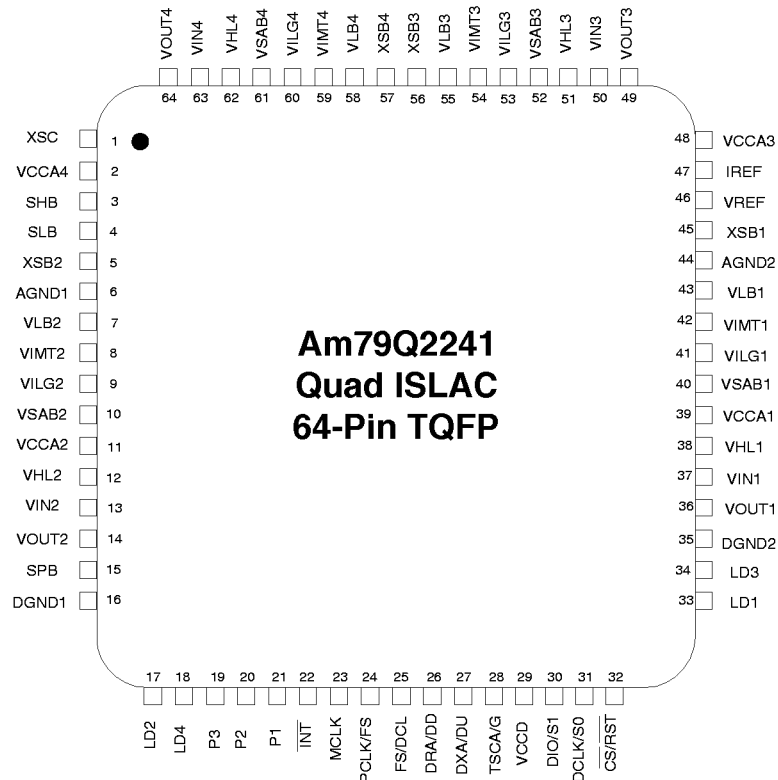 VOUT4
VIN4
VHL4
VSAB4
VILG4
VIMT4
VLB4
XSB4
XSB3
VLB3
VIMT3
VILG3
VSAB3
VHL3
VIN3
VOUT3
64
63
62
61
60
59
58
57
56
55
54
53
52
51
50
49
XSC 1
VCCA4 2
SHB 3
SLB 4
XSB2 5
AGND1 6
VLB2 7
VIMT2 8
VILG2 9
VSAB2 10
VCCA2 11
VHL2 12
VIN2 13
VOUT2 14
SPB 15
DGND1 16
Am79Q2241
Quad ISLAC
64-Pin TQFP
48 VCCA3
47 IREF
46 VREF
45 XSB1
44 AGND2
43 VLB1
42 VIMT1
41 VILG1
40 VSAB1
39 VCCA1
38 VHL1
37 VIN1
36 VOUT1
35 DGND2
34 LD3
33 LD1
17
18
19
20
21
22
23
24
25
26
27
28
29
30
31
32
LD2
LD4
P3
P2
P1
INT
MCLK
PCLK/FS
FS/DCL
DRA/DD
DXA/DU
TSCA/G
VCCD
DIO/S1
DCLK/S0
CS/RST